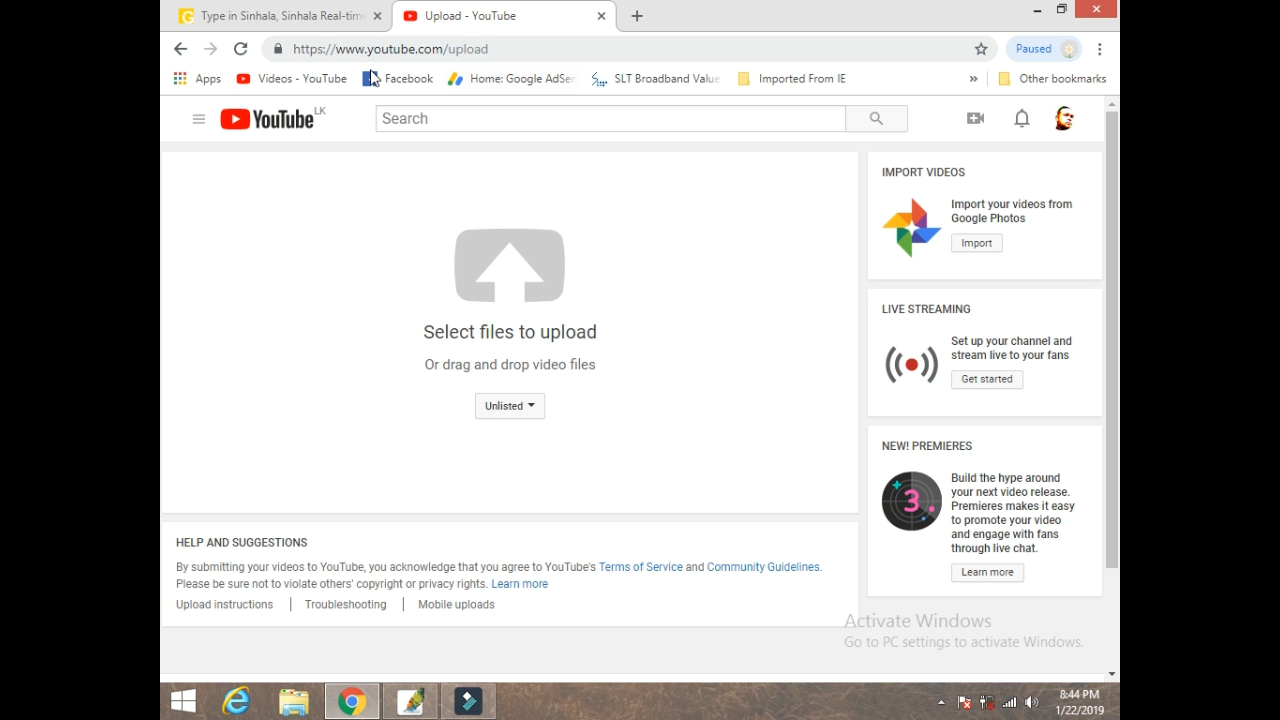 Type in Sinhala, Sinhala Real-tim
Upload - YouTube
https://www.youtube.com/upload
Paused
Apps
Videos - YouTube
Facebook
Home: Google AdSer
SLT Broadband Value
Imported From IE
»
Other bookmarks
YouTube LK
Search
Select files to upload
Or drag and drop video files
Unlisted
IMPORT VIDEOS
Import your videos from
Google Photos
Import
LIVE STREAMING
Set up your channel and
stream live to your fans
Get started
NEW! PREMIERES
3
Build the hype around
your next video release.
Premieres makes it easy
to promote your video
and engage with fans
through live chat.
Learn more
HELP AND SUGGESTIONS
By submitting your videos to YouTube, you acknowledge that you agree to YouTube's Terms of Service and Community Guidelines.
Please be sure not to violate others' copyright or privacy rights. Learn more
Upload instructions
Troubleshooting
Mobile uploads
Activate Windows
Go to PC settings to activate Windows.
8:44 PM
1/22/2019